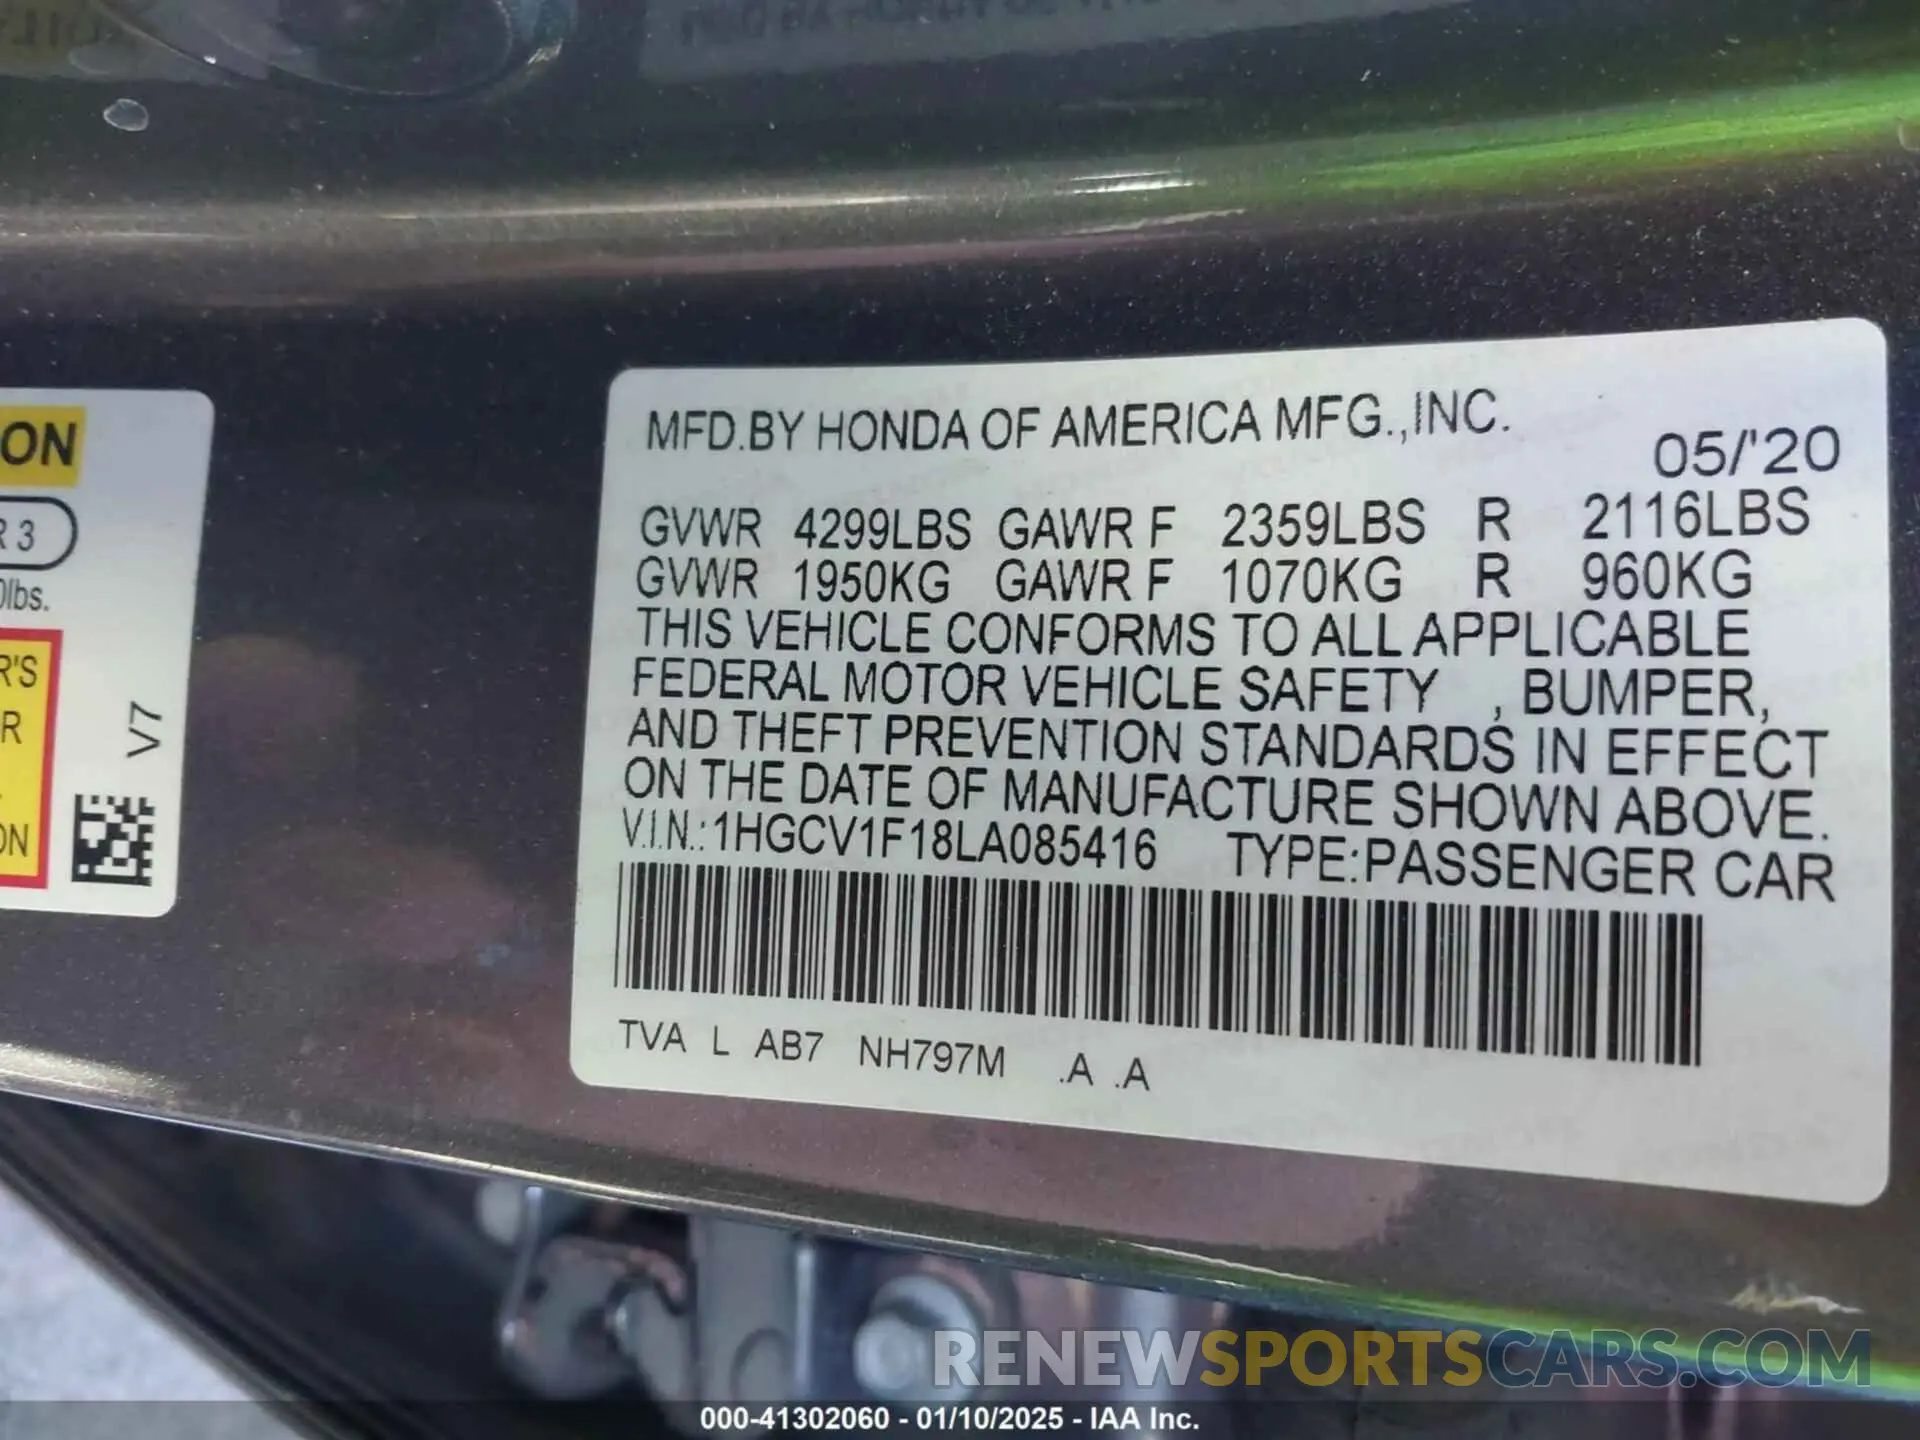 ON
R 3
0lbs.
R'S
R
ON
V7
MFD.BY HONDA OF AMERICA MFG.,INC.
05/'20
GVWR 4299LBS GAWR F 2359LBS R 2116LBS
GVWR 1950KG GAWR F 1070KG R 960KG
THIS VEHICLE CONFORMS TO ALL APPLICABLE
FEDERAL MOTOR VEHICLE SAFETY , BUMPER,
AND THEFT PREVENTION STANDARDS IN EFFECT
ON THE DATE OF MANUFACTURE SHOWN ABOVE.
V.I.N.: 1HGCV1F18LA085416 TYPE:PASSENGER CAR
TVA L AB7 NH797M .A .A
RENEWSPORTSCARS.COM
000-41302060 - 01/10/2025 - IAA Inc.